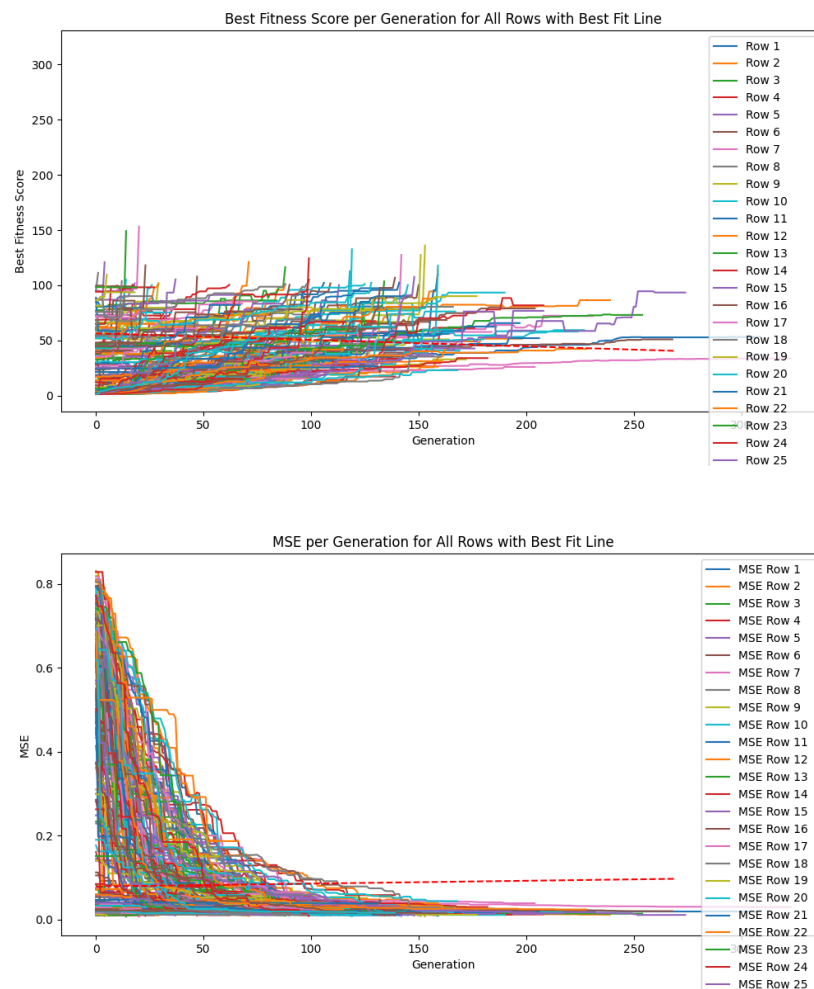 Best Fitness Score per Generation for All Rows with Best Fit Line
300
250
200
150
100
50
0
Best Fitness Score
0
50
100
150
200
250
300
Generation
Row 1
Row 2
Row 3
Row 4
Row 5
Row 6
Row 7
Row 8
Row 9
Row 10
Row 11
Row 12
Row 13
Row 14
Row 15
Row 16
Row 17
Row 18
Row 19
Row 20
Row 21
Row 22
Row 23
Row 24
Row 25
MSE per Generation for All Rows with Best Fit Line
0.8
0.6
0.4
0.2
0.0
MSE
0
50
100
150
200
250
300
Generation
MSE Row 1
MSE Row 2
MSE Row 3
MSE Row 4
MSE Row 5
MSE Row 6
MSE Row 7
MSE Row 8
MSE Row 9
MSE Row 10
MSE Row 11
MSE Row 12
MSE Row 13
MSE Row 14
MSE Row 15
MSE Row 16
MSE Row 17
MSE Row 18
MSE Row 19
MSE Row 20
MSE Row 21
MSE Row 22
MSE Row 23
MSE Row 24
MSE Row 25